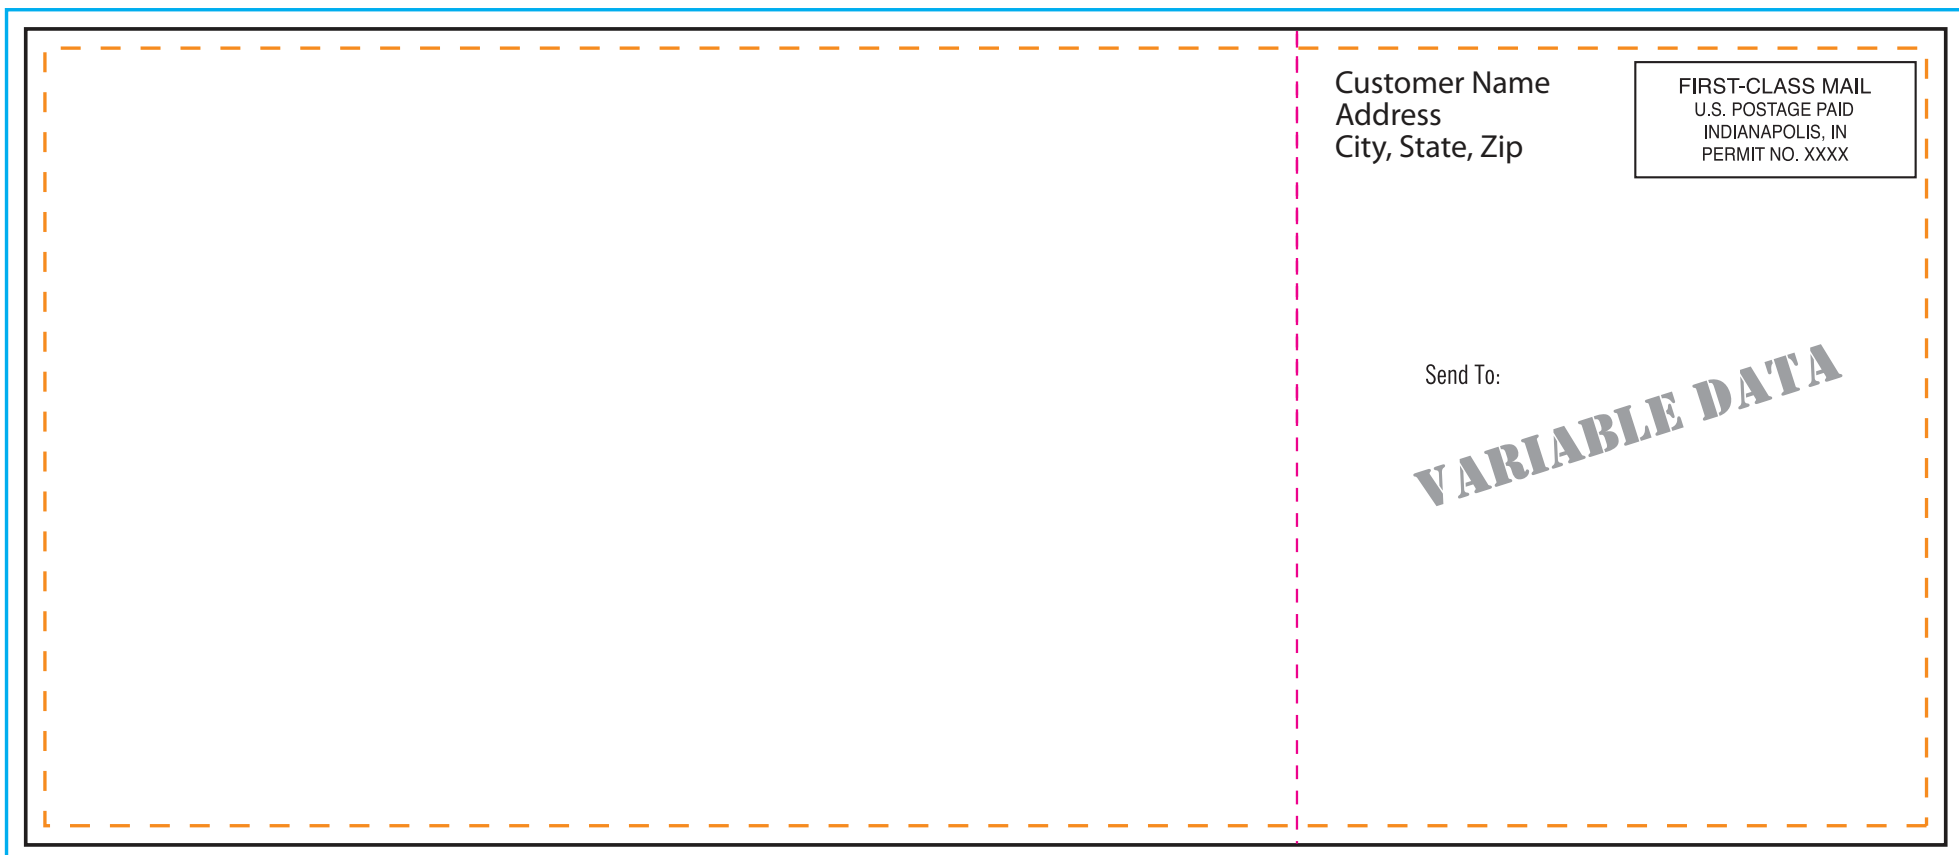 Customer Name
Address
City, State, Zip
FIRST-CLASS MAIL
U.S. POSTAGE PAID
INDIANAPOLIS, IN
PERMIT NO. XXXX
Send To:
VARIABLE DATA